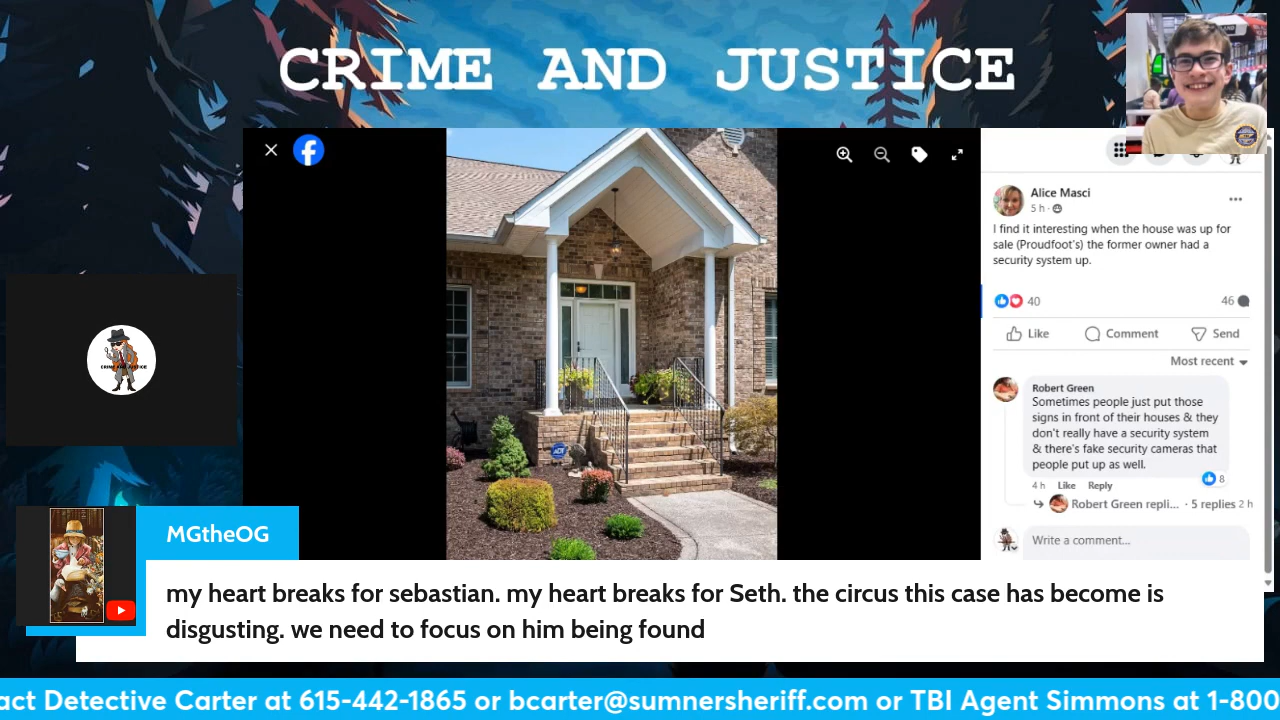 CRIME AND JUSTICE
Alice Masci
5 h ·
I find it interesting when the house was up for
sale (Proudfoot's) the former owner had a
security system up.
40
46
Like
Comment
Send
Most recent
Robert Green
Sometimes people just put those
signs in front of their houses & they
don't really have a security system
& there's fake security cameras that
people put up as well.
8
4 h Like Reply
Robert Green repli... · 5 replies 2 h
Write a comment...
CRIME AND JUSTICE
ADT
MGtheOG
my heart breaks for sebastian. my heart breaks for Seth. the circus this case has become is
disgusting. we need to focus on him being found
act Detective Carter at 615-442-1865 or bcarter@sumnersheriff.com or TBI Agent Simmons at 1-800